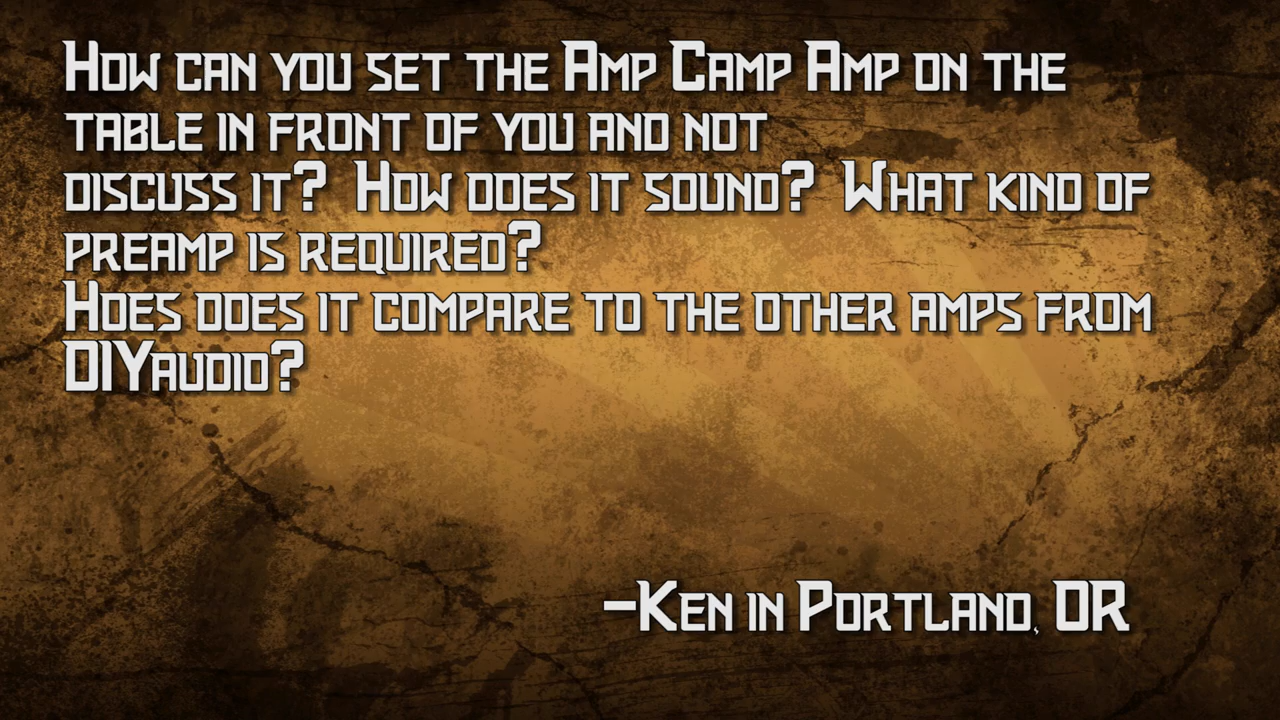 How can you set the Amp Camp Amp on the
table in front of you and not
discuss it?  How does it sound?  What kind of
preamp is required?
Hoes does it compare to the other amps from
DIYaudio?
-Ken in Portland, OR